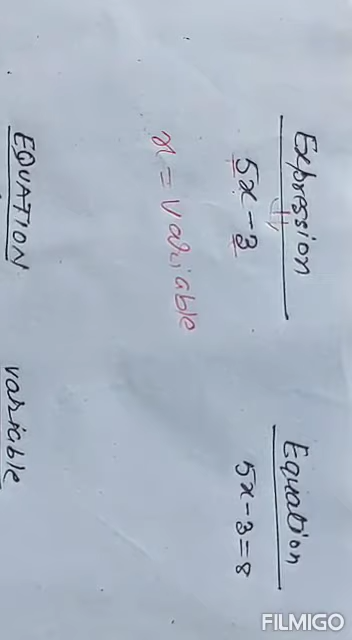 Expression
Equation
5x - 3
5x - 3 = 8
x = variable
EQUATION
variable
FILMIGO